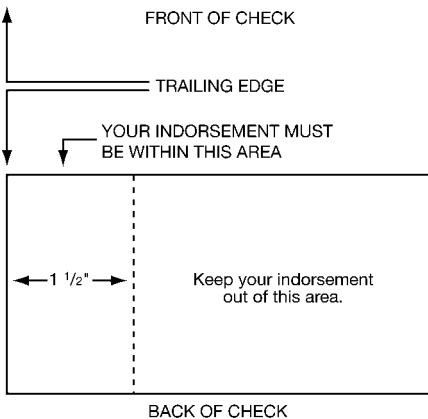 FRONT OF CHECK
TRAILING EDGE
YOUR INDORSEMENT MUST
BE WITHIN THIS AREA
1 1/2"
Keep your indorsement
out of this area.
BACK OF CHECK